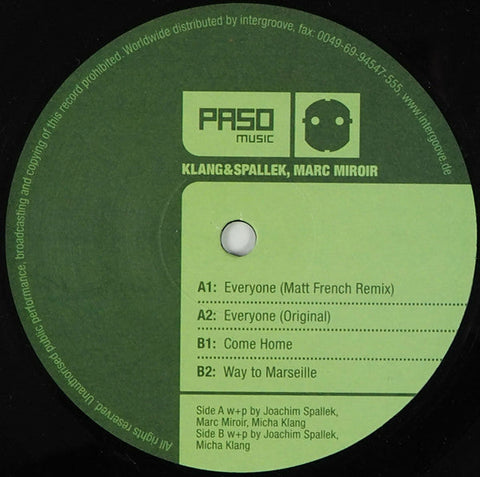 All rights reserved. Unauthorised public performance, broadcasting and copying of this record prohibited. Worldwide distributed by intergroove, fax: 0049-69-94547-555, www.intergroove.de
PASO
MUSIC
KLANG&SPALLEK, MARC MIROIR
A1: Everyone (Matt French Remix)
A2: Everyone (Original)
B1: Come Home
B2: Way to Marseille
Side A w+p by Joachim Spallek,
Marc Miroir, Micha Klang
Side B w+p by Joachim Spallek,
Micha Klang